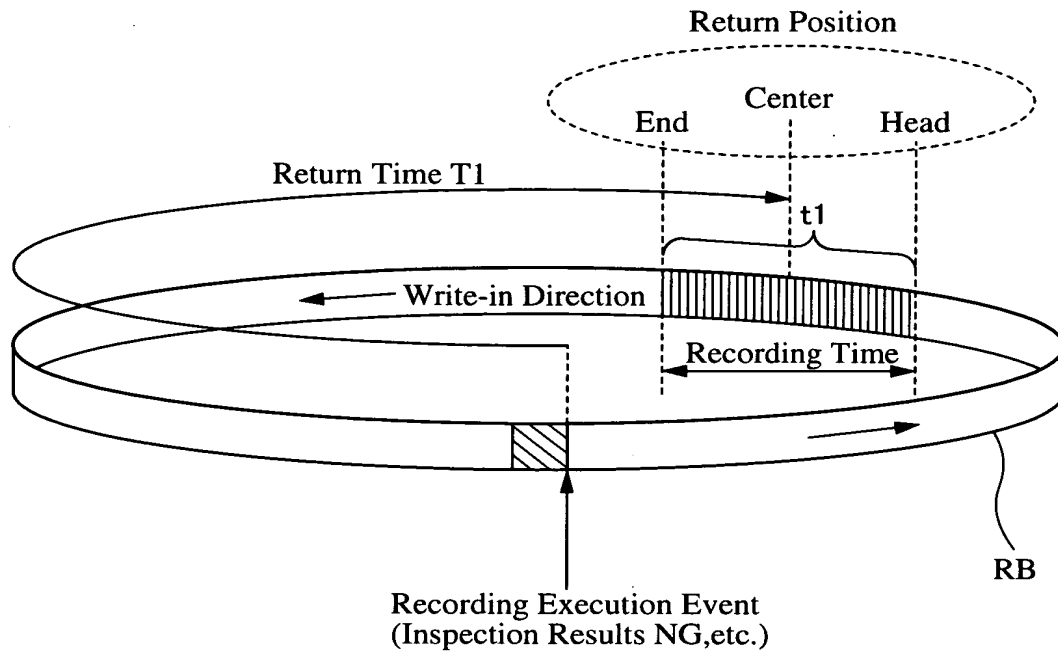 Return Position
Center
End
Head
Return Time T1
t1
Write-in Direction
Recording Time
RB
Recording Execution Event
(Inspection Results NG,etc.)